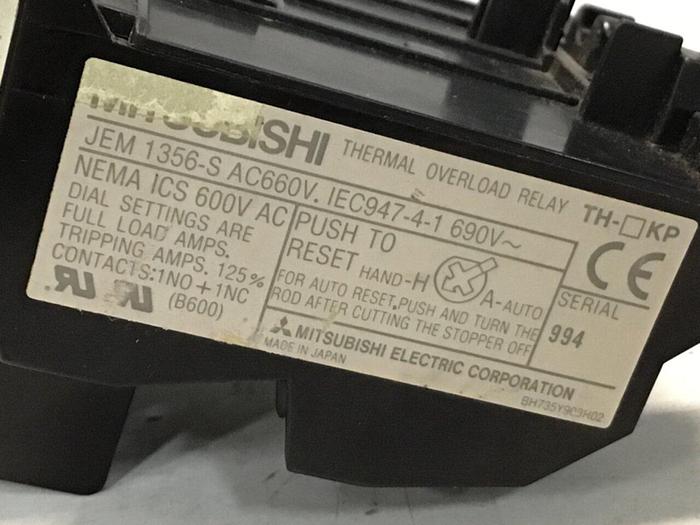 MITSUBISHI THERMAL OVERLOAD RELAY TH-□KP
JEM 1356-S AC660V. IEC947-4-1 690V~
NEMA ICS 600V AC
DIAL SETTINGS ARE
FULL LOAD AMPS.
TRIPPING AMPS. 125%
CONTACTS:1NO+1NC
(B600)
PUSH TO
RESET HAND-H A-AUTO
FOR AUTO RESET,PUSH AND TURN THE
ROD AFTER CUTTING THE STOPPER OFF
CE
SERIAL
994
MITSUBISHI ELECTRIC CORPORATION
MADE IN JAPAN
BH735Y9C3H02